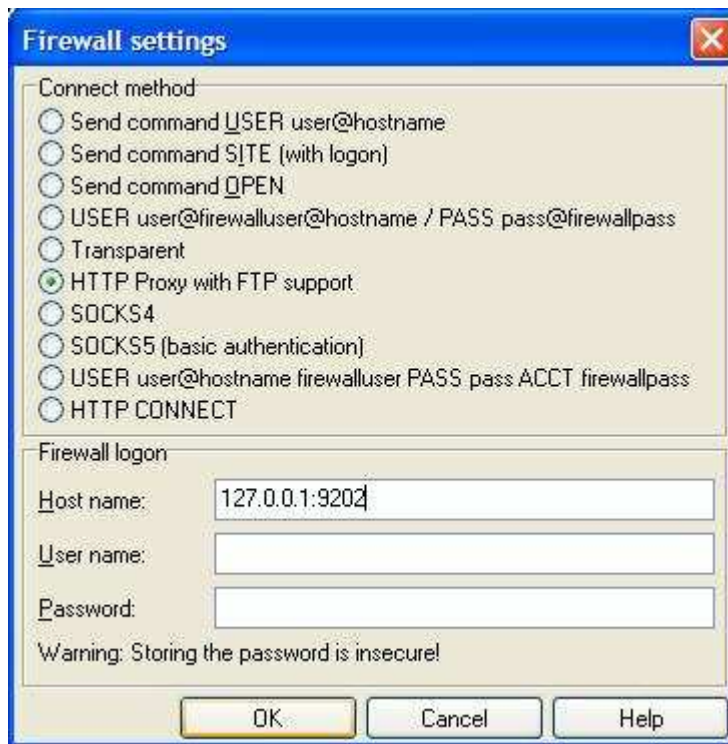 Firewall settings
Connect method
Send command USER user@hostname
Send command SITE (with logon)
Send command OPEN
USER user@firewalluser@hostname / PASS pass@firewallpass
Transparent
HTTP Proxy with FTP support
SOCKS4
SOCKS5 (basic authentication)
USER user@hostname firewalluser PASS pass ACCT firewallpass
HTTP CONNECT
Firewall logon
Host name: 127.0.0.1:9202
User name:
Password:
Warning: Storing the password is insecure!
OK Cancel Help